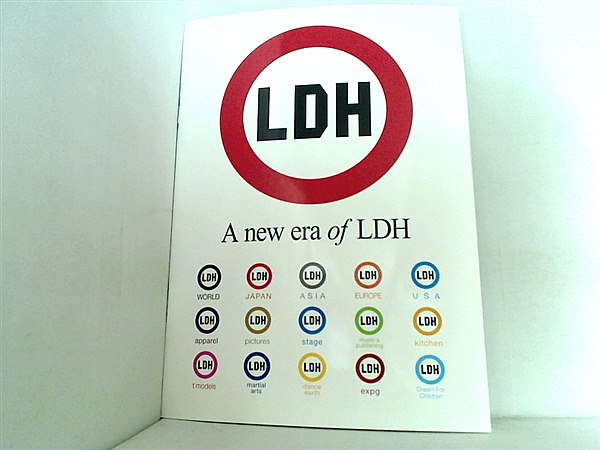 LDH
A new era of LDH
LDH LDH LDH LDH LDH
WORLD JAPAN ASIA EUROPE USA
LDH LDH LDH LDH LDH
apparel pictures stage music & publishing kitchen
LDH LDH LDH LDH LDH
t models martial arts dance earth expg Dream For Children